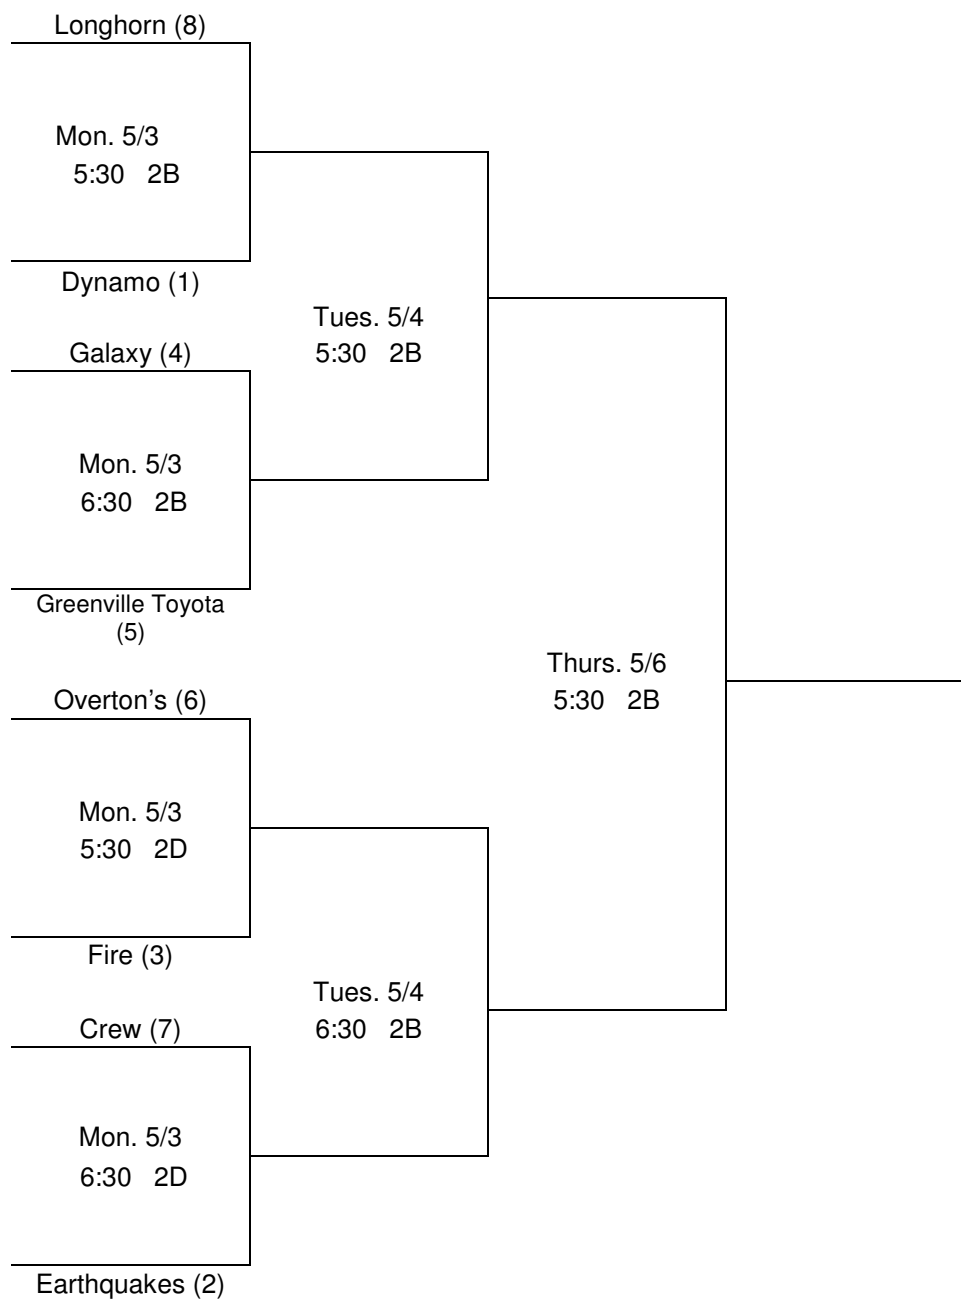 Longhorn (8)
Mon. 5/3
5:30 2B
Dynamo (1)
Tues. 5/4
5:30 2B
Galaxy (4)
Mon. 5/3
6:30 2B
Greenville Toyota
(5)
Thurs. 5/6
5:30 2B
Overton's (6)
Mon. 5/3
5:30 2D
Fire (3)
Tues. 5/4
6:30 2B
Crew (7)
Mon. 5/3
6:30 2D
Earthquakes (2)